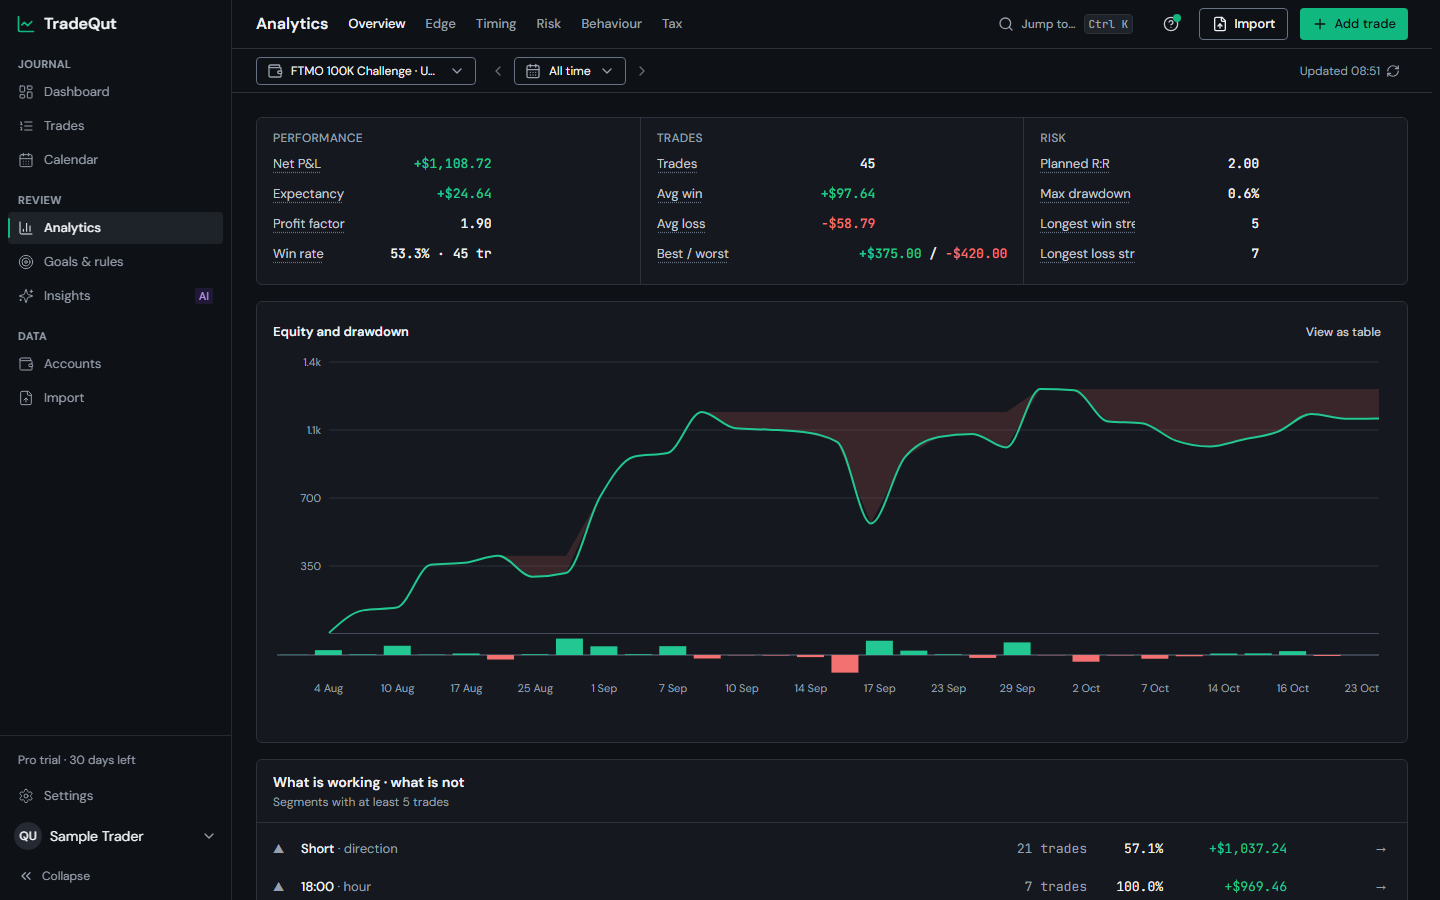 TradeQut
JOURNAL
Dashboard
Trades
Calendar
REVIEW
Analytics
Goals & rules
Insights AI
DATA
Accounts
Import
Pro trial · 30 days left
Settings
QU Sample Trader
Collapse
Analytics Overview Edge Timing Risk Behaviour Tax
Jump to... Ctrl K
Import
Add trade
FTMO 100K Challenge · U...
All time
Updated 08:51
PERFORMANCE
Net P&L +$1,108.72
Expectancy +$24.64
Profit factor 1.90
Win rate 53.3% · 45 tr
TRADES
Trades 45
Avg win +$97.64
Avg loss -$58.79
Best / worst +$375.00 / -$420.00
RISK
Planned R:R 2.00
Max drawdown 0.6%
Longest win stre 5
Longest loss str 7
Equity and drawdown
View as table
1.4k
1.1k
700
350
4 Aug 10 Aug 17 Aug 25 Aug 1 Sep 7 Sep 10 Sep 14 Sep 17 Sep 23 Sep 29 Sep 2 Oct 7 Oct 14 Oct 16 Oct 23 Oct
What is working · what is not
Segments with at least 5 trades
▲ Short · direction 21 trades 57.1% +$1,037.24 →
▲ 18:00 · hour 7 trades 100.0% +$969.46 →